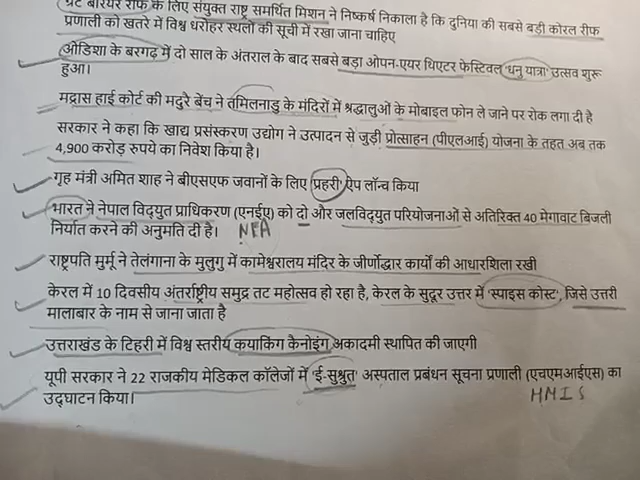 ग्रेट बैरियर रीफ के लिए संयुक्त राष्ट्र समर्थित मिशन ने निष्कर्ष निकाला है कि दुनिया की सबसे बड़ी कोरल रीफ
प्रणाली को खतरे में विश्व धरोहर स्थलों की सूची में रखा जाना चाहिए
ओडिशा के बरगढ़ में दो साल के अंतराल के बाद सबसे बड़ा ओपन-एयर थिएटर फेस्टिवल 'धनु यात्रा' उत्सव शुरू
हुआ।
मद्रास हाई कोर्ट की मदुरै बेंच ने तमिलनाडु के मंदिरों में श्रद्धालुओं के मोबाइल फोन ले जाने पर रोक लगा दी है
सरकार ने कहा कि खाद्य प्रसंस्करण उद्योग ने उत्पादन से जुड़ी प्रोत्साहन (पीएलआई) योजना के तहत अब तक
4,900 करोड़ रुपये का निवेश किया है।
गृह मंत्री अमित शाह ने बीएसएफ जवानों के लिए प्रहरी ऐप लॉन्च किया
भारत ने नेपाल विद्युत प्राधिकरण (एनईए) को दो और जलविद्युत परियोजनाओं से अतिरिक्त 40 मेगावाट बिजली
निर्यात करने की अनुमति दी है। NEA
राष्ट्रपति मुर्मू ने तेलंगाना के मुलुगु में कामेश्वरालय मंदिर के जीर्णोद्धार कार्यों की आधारशिला रखी
केरल में 10 दिवसीय अंतर्राष्ट्रीय समुद्र तट महोत्सव हो रहा है, केरल के सुदूर उत्तर में 'स्पाइस कोस्ट', जिसे उत्तरी
मालाबार के नाम से जाना जाता है
उत्तराखंड के टिहरी में विश्व स्तरीय कयाकिंग कैनोइंग अकादमी स्थापित की जाएगी
यूपी सरकार ने 22 राजकीय मेडिकल कॉलेजों में 'ई-सुश्रुत' अस्पताल प्रबंधन सूचना प्रणाली (एचएमआईएस) का
उद्घाटन किया। HMIS